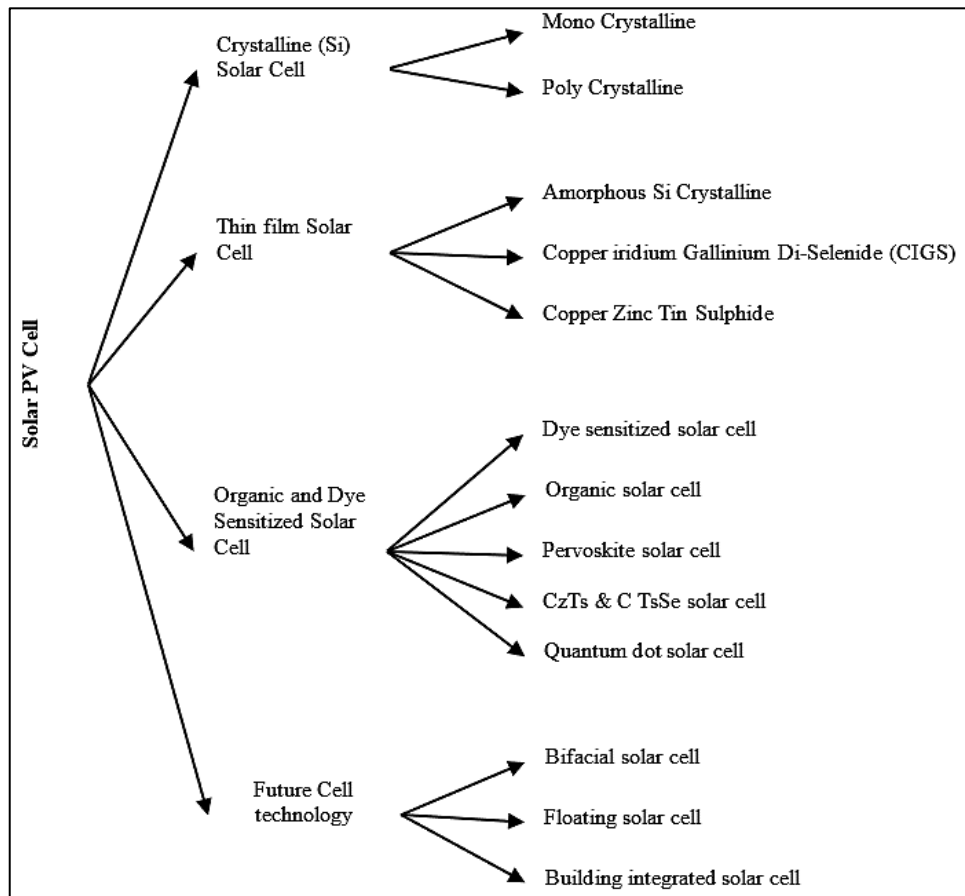 Solar PV Cell
Crystalline (Si)
Solar Cell
Mono Crystalline
Poly Crystalline
Thin film Solar
Cell
Amorphous Si Crystalline
Copper iridium Gallinium Di-Selenide (CIGS)
Copper Zinc Tin Sulphide
Organic and Dye
Sensitized Solar
Cell
Dye sensitized solar cell
Organic solar cell
Pervoskite solar cell
CzTs & C TsSe solar cell
Quantum dot solar cell
Future Cell
technology
Bifacial solar cell
Floating solar cell
Building integrated solar cell